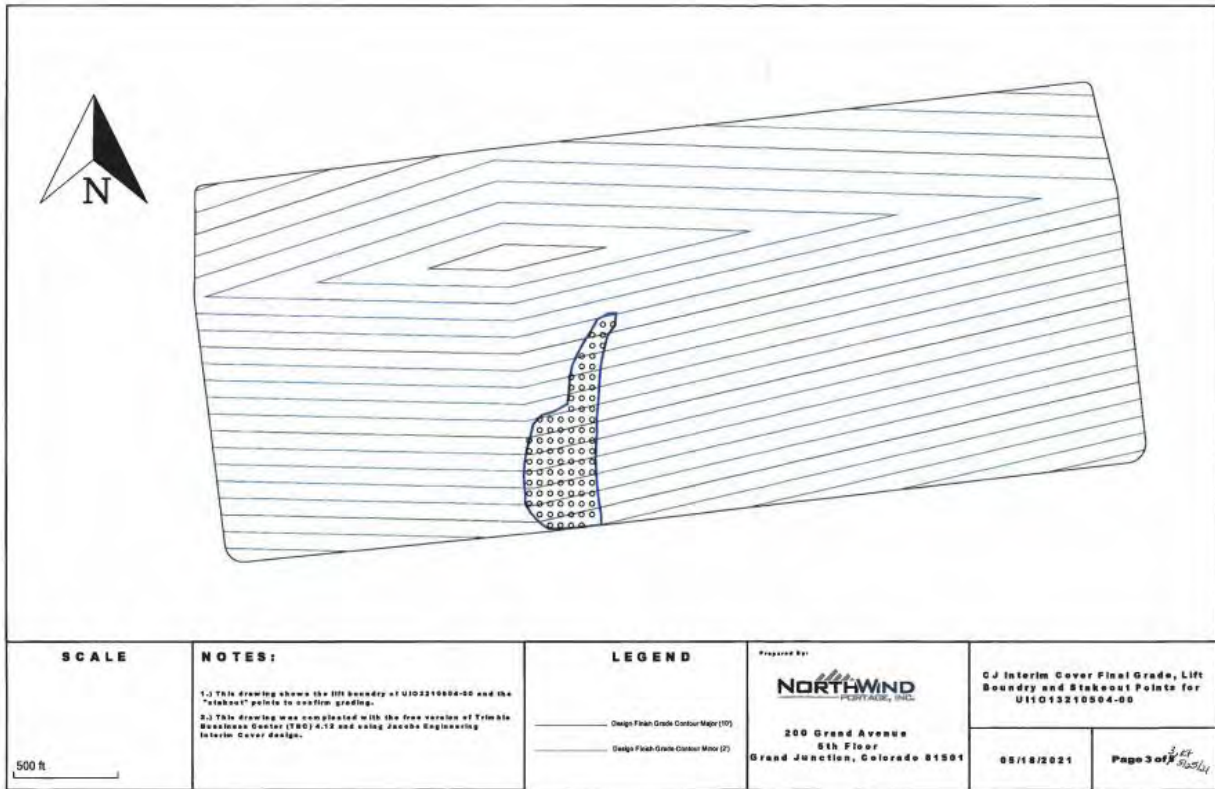 N
SCALE
500 ft
NOTES:
1.) This drawing shows the lift boundry of UIO3210504-00 and the
"stakout" points to confirm grading.
2.) This drawing was compleated with the free version of Trimble
Bussiness Center (TBC) 4.12 and using Jacobs Engineering
Interim Cover design.
LEGEND
Design Finish Grade Contour Major (10')
Design Finish Grade Contour Minor (2')
Prepared By:
NORTHWIND
PORTAGE, INC.
200 Grand Avenue
5th Floor
Grand Junction, Colorado 81501
CJ Interim Cover Final Grade, Lift
Boundry and Stakeout Points for
UI1O13210504-00
05/18/2021
Page 3 of